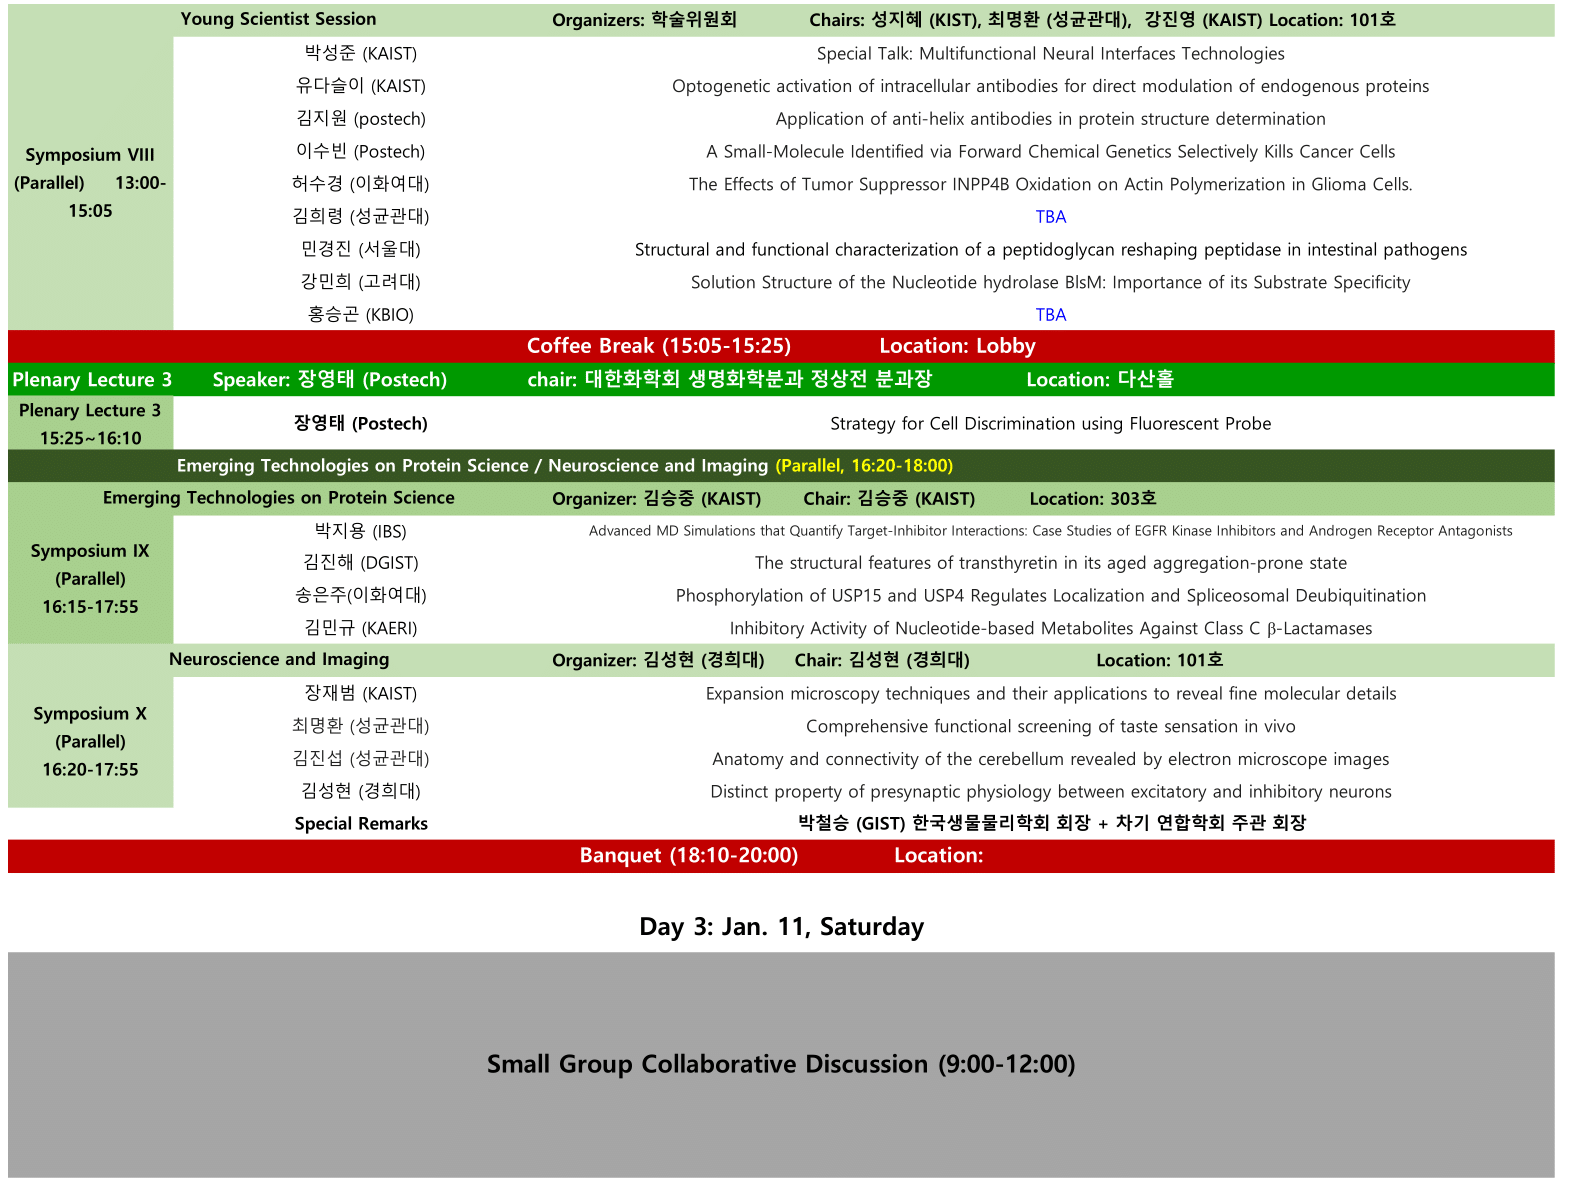 Young Scientist Session Organizers: 학술위원회 Chairs: 성지혜 (KIST), 최명환 (성균관대), 강진영 (KAIST) Location: 101호
Symposium VIII
(Parallel) 13:00-
15:05
박성준 (KAIST) Special Talk: Multifunctional Neural Interfaces Technologies
유다슬이 (KAIST) Optogenetic activation of intracellular antibodies for direct modulation of endogenous proteins
김지원 (postech) Application of anti-helix antibodies in protein structure determination
이수빈 (Postech) A Small-Molecule Identified via Forward Chemical Genetics Selectively Kills Cancer Cells
허수경 (이화여대) The Effects of Tumor Suppressor INPP4B Oxidation on Actin Polymerization in Glioma Cells.
김희령 (성균관대) TBA
민경진 (서울대) Structural and functional characterization of a peptidoglycan reshaping peptidase in intestinal pathogens
강민희 (고려대) Solution Structure of the Nucleotide hydrolase BlsM: Importance of its Substrate Specificity
홍승곤 (KBIO) TBA
Coffee Break (15:05-15:25) Location: Lobby
Plenary Lecture 3 Speaker: 장영태 (Postech) chair: 대한화학회 생명화학분과 정상전 분과장 Location: 다산홀
Plenary Lecture 3
15:25~16:10
장영태 (Postech) Strategy for Cell Discrimination using Fluorescent Probe
Emerging Technologies on Protein Science / Neuroscience and Imaging (Parallel, 16:20-18:00)
Emerging Technologies on Protein Science Organizer: 김승중 (KAIST) Chair: 김승중 (KAIST) Location: 303호
Symposium IX
(Parallel)
16:15-17:55
박지용 (IBS) Advanced MD Simulations that Quantify Target-Inhibitor Interactions: Case Studies of EGFR Kinase Inhibitors and Androgen Receptor Antagonists
김진해 (DGIST) The structural features of transthyretin in its aged aggregation-prone state
송은주(이화여대) Phosphorylation of USP15 and USP4 Regulates Localization and Spliceosomal Deubiquitination
김민규 (KAERI) Inhibitory Activity of Nucleotide-based Metabolites Against Class C β-Lactamases
Neuroscience and Imaging Organizer: 김성현 (경희대) Chair: 김성현 (경희대) Location: 101호
Symposium X
(Parallel)
16:20-17:55
장재범 (KAIST) Expansion microscopy techniques and their applications to reveal fine molecular details
최명환 (성균관대) Comprehensive functional screening of taste sensation in vivo
김진섭 (성균관대) Anatomy and connectivity of the cerebellum revealed by electron microscope images
김성현 (경희대) Distinct property of presynaptic physiology between excitatory and inhibitory neurons
Special Remarks 박철승 (GIST) 한국생물물리학회 회장 + 차기 연합학회 주관 회장
Banquet (18:10-20:00) Location:
Day 3: Jan. 11, Saturday
Small Group Collaborative Discussion (9:00-12:00)